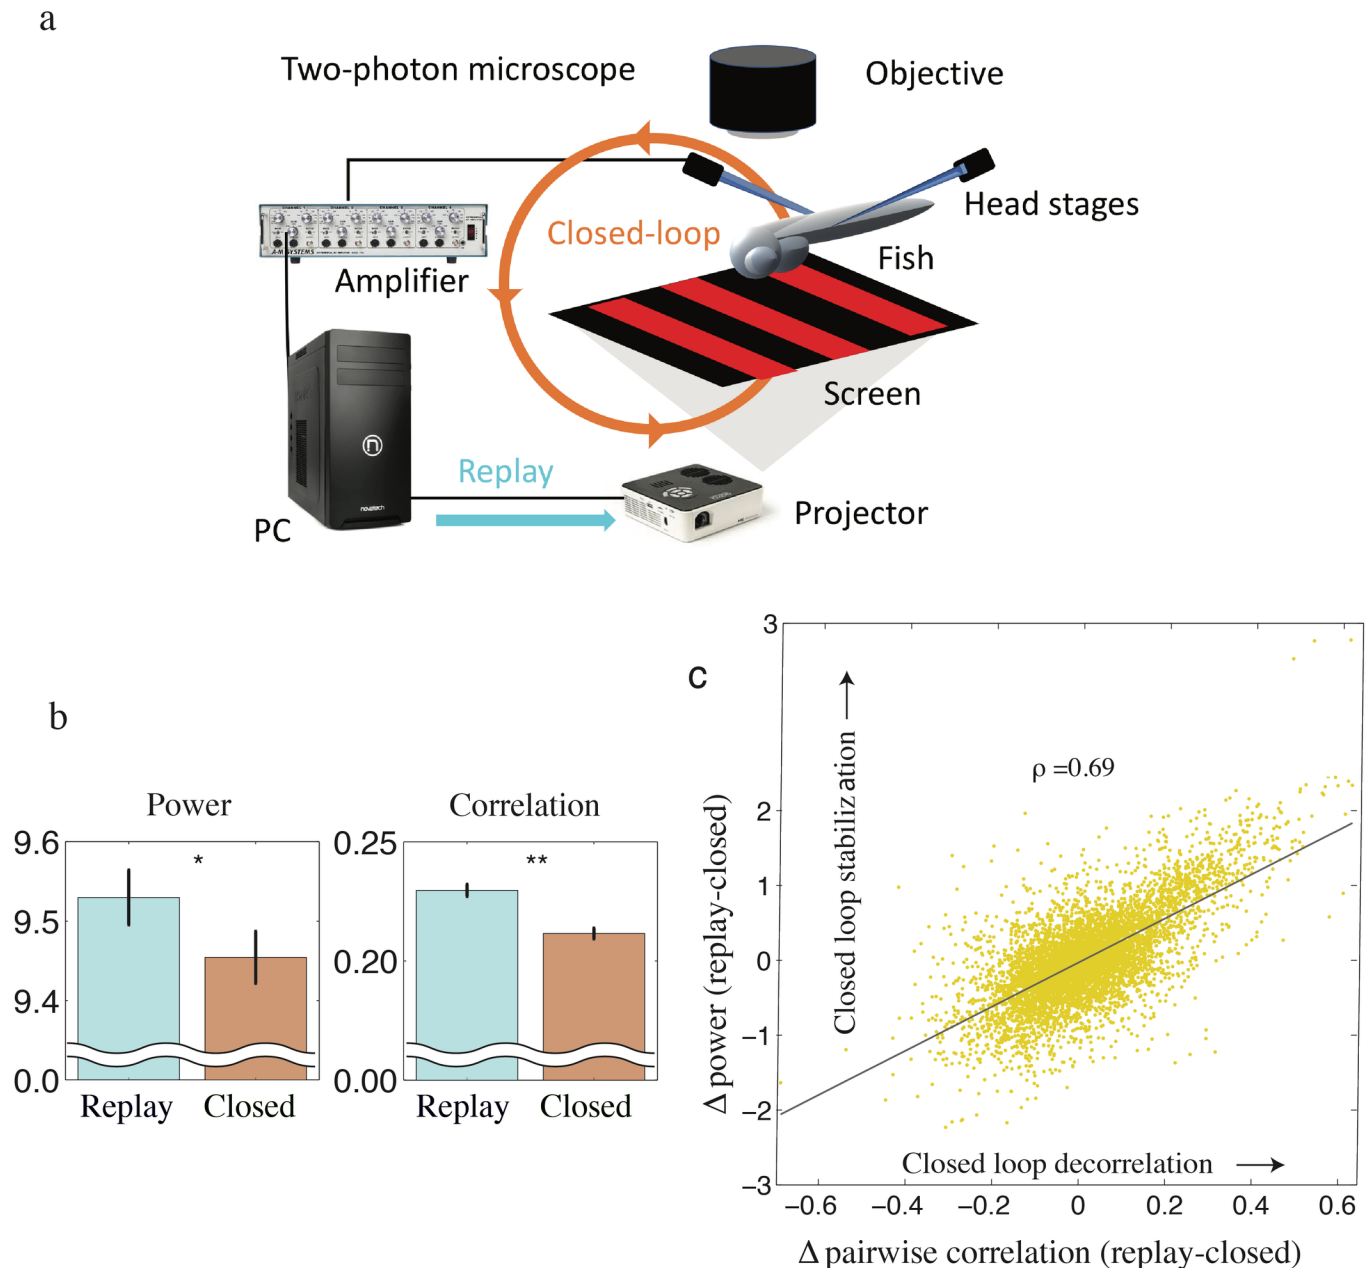 a
Two-photon microscope
Objective
Closed-loop
Head stages
A-M SYSTEMS
Amplifier
Fish
Screen
Replay
novatech
PC
Projector
b
Power
Correlation
9.6
9.5
9.4
0.0
*
Replay
Closed
0.25
0.20
0.00
**
Replay
Closed
c
3
2
1
0
−1
−2
−3
Δ power (replay-closed)
Closed loop stabiliz ation
ρ =0.69
Closed loop decorrelation
−0.6
−0.4
−0.2
0
0.2
0.4
0.6
Δ pairwise correlation (replay-closed)